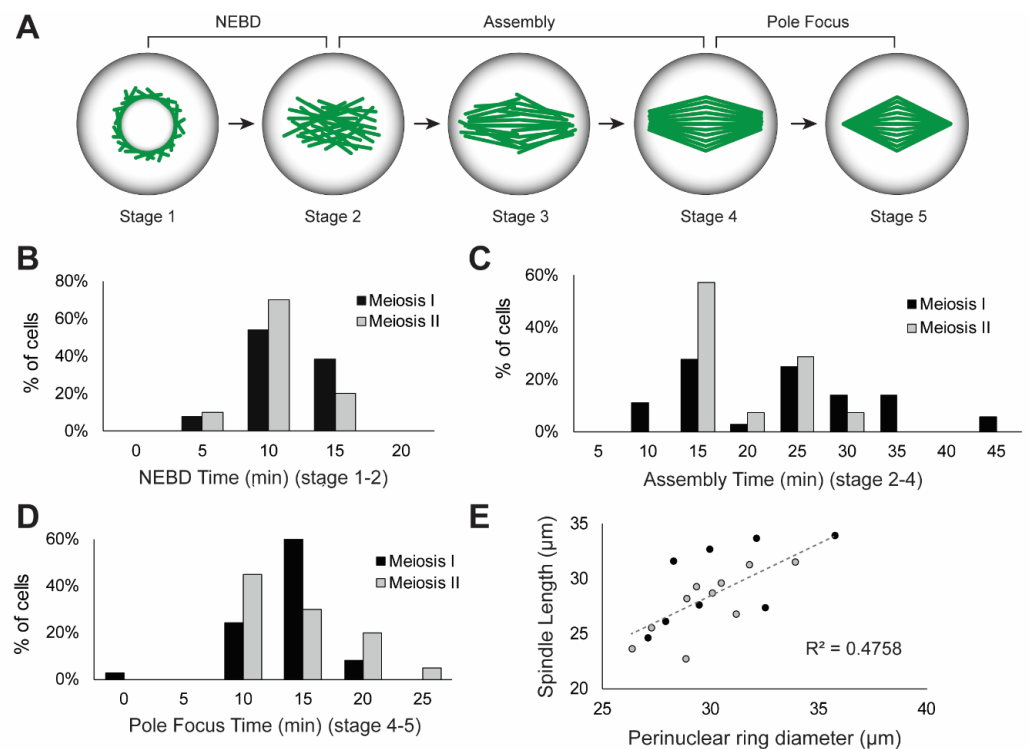 A
NEBD
Assembly
Pole Focus
Stage 1
Stage 2
Stage 3
Stage 4
Stage 5
B
% of cells
80%
60%
40%
20%
0%
Meiosis I
Meiosis II
0 5 10 15 20
NEBD Time (min) (stage 1-2)
C
% of cells
60%
40%
20%
0%
Meiosis I
Meiosis II
5 10 15 20 25 30 35 40 45
Assembly Time (min) (stage 2-4)
D
% of cells
60%
40%
20%
0%
Meiosis I
Meiosis II
0 5 10 15 20 25
Pole Focus Time (min) (stage 4-5)
E
Spindle Length (µm)
35
30
25
20
R² = 0.4758
25 30 35 40
Perinuclear ring diameter (µm)